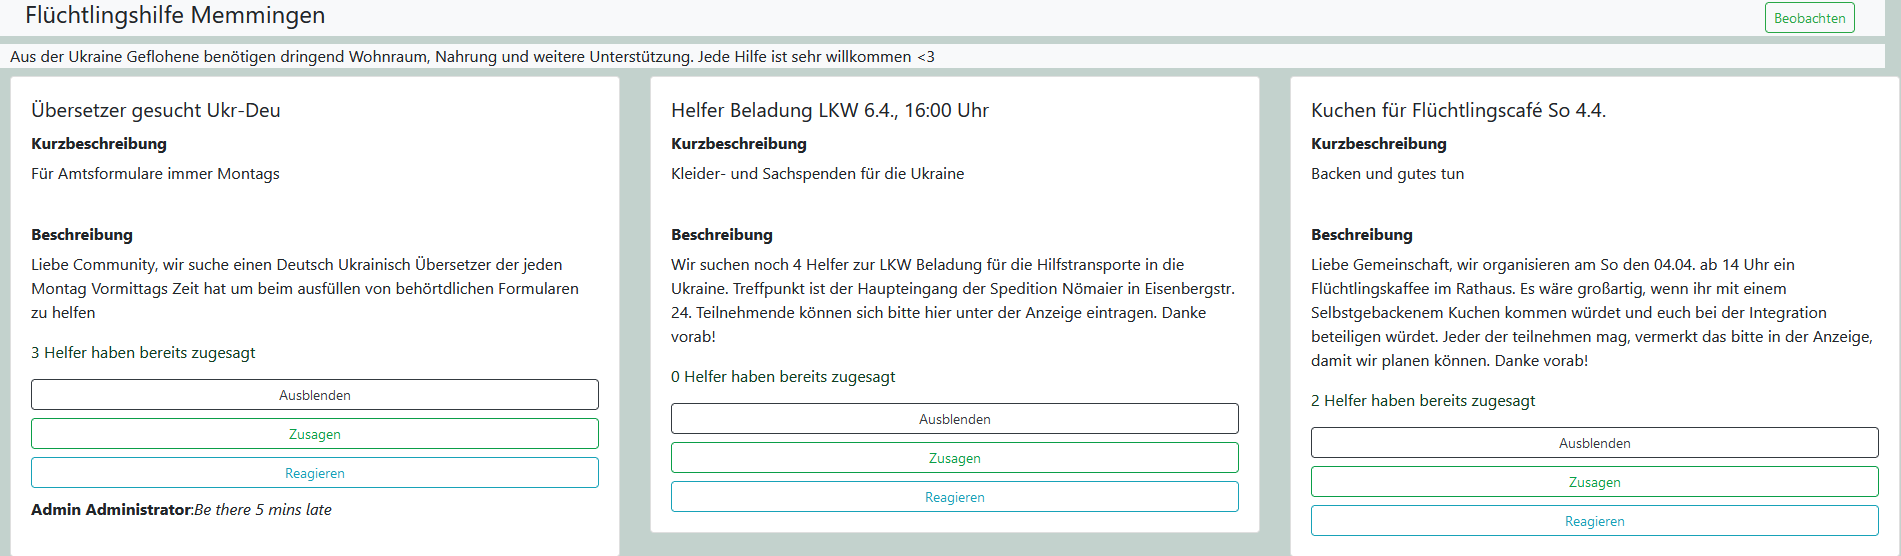 Flüchtlingshilfe Memmingen
Beobachten
Aus der Ukraine Geflohene benötigen dringend Wohnraum, Nahrung und weitere Unterstützung. Jede Hilfe ist sehr willkommen <3
Übersetzer gesucht Ukr-Deu
Kurzbeschreibung
Für Amtsformulare immer Montags
Beschreibung
Liebe Community, wir suche einen Deutsch Ukrainisch Übersetzer der jeden
Montag Vormittags Zeit hat um beim ausfüllen von behörtdlichen Formularen
zu helfen
3 Helfer haben bereits zugesagt
Ausblenden
Zusagen
Reagieren
Admin Administrator:Be there 5 mins late
Helfer Beladung LKW 6.4., 16:00 Uhr
Kurzbeschreibung
Kleider- und Sachspenden für die Ukraine
Beschreibung
Wir suchen noch 4 Helfer zur LKW Beladung für die Hilfstransporte in die
Ukraine. Treffpunkt ist der Haupteingang der Spedition Nömaier in Eisenbergstr.
24. Teilnehmende können sich bitte hier unter der Anzeige eintragen. Danke
vorab!
0 Helfer haben bereits zugesagt
Ausblenden
Zusagen
Reagieren
Kuchen für Flüchtlingscafé So 4.4.
Kurzbeschreibung
Backen und gutes tun
Beschreibung
Liebe Gemeinschaft, wir organisieren am So den 04.04. ab 14 Uhr ein
Flüchtlingskaffee im Rathaus. Es wäre großartig, wenn ihr mit einem
Selbstgebackenem Kuchen kommen würdet und euch bei der Integration
beteiligen würdet. Jeder der teilnehmen mag, vermerkt das bitte in der Anzeige,
damit wir planen können. Danke vorab!
2 Helfer haben bereits zugesagt
Ausblenden
Zusagen
Reagieren